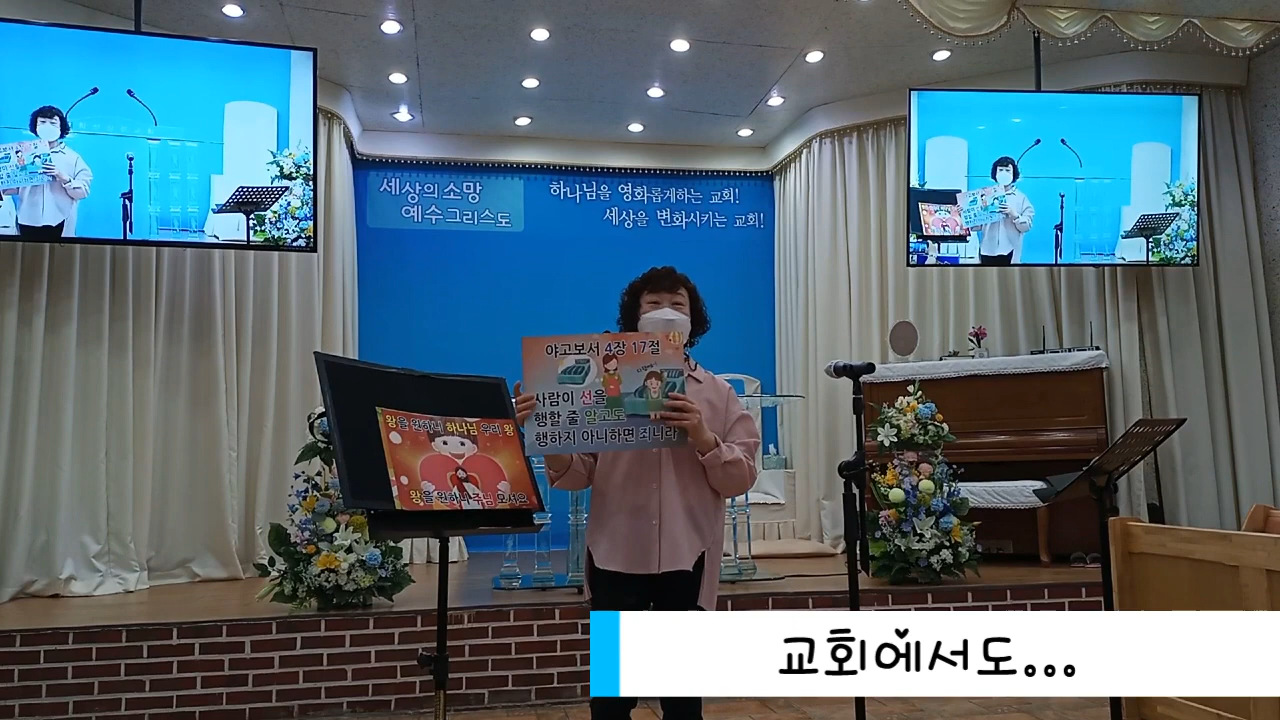 세상의소망
예수그리스도
하나님을 영화롭게하는 교회!
세상을 변화시키는 교회!
야고보서 4장 17절
사람이 선을
행할 줄 알고도
행하지 아니하면 죄니라
왕을 원하니 하나님 우리 왕
왕을 원하나 주님 모셔요
교회에서도...